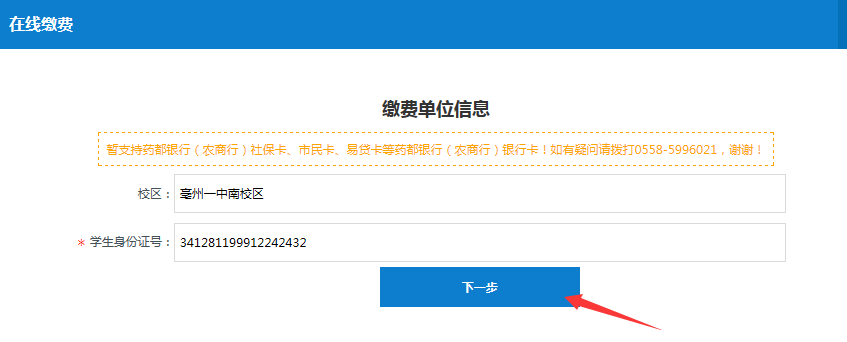 在线缴费
缴费单位信息
暂支持药都银行（农商行）社保卡、市民卡、易贷卡等药都银行（农商行）银行卡！如有疑问请拨打0558-5996021，谢谢！
校区： 亳州一中南校区
* 学生身份证号： 341281199912242432
下一步